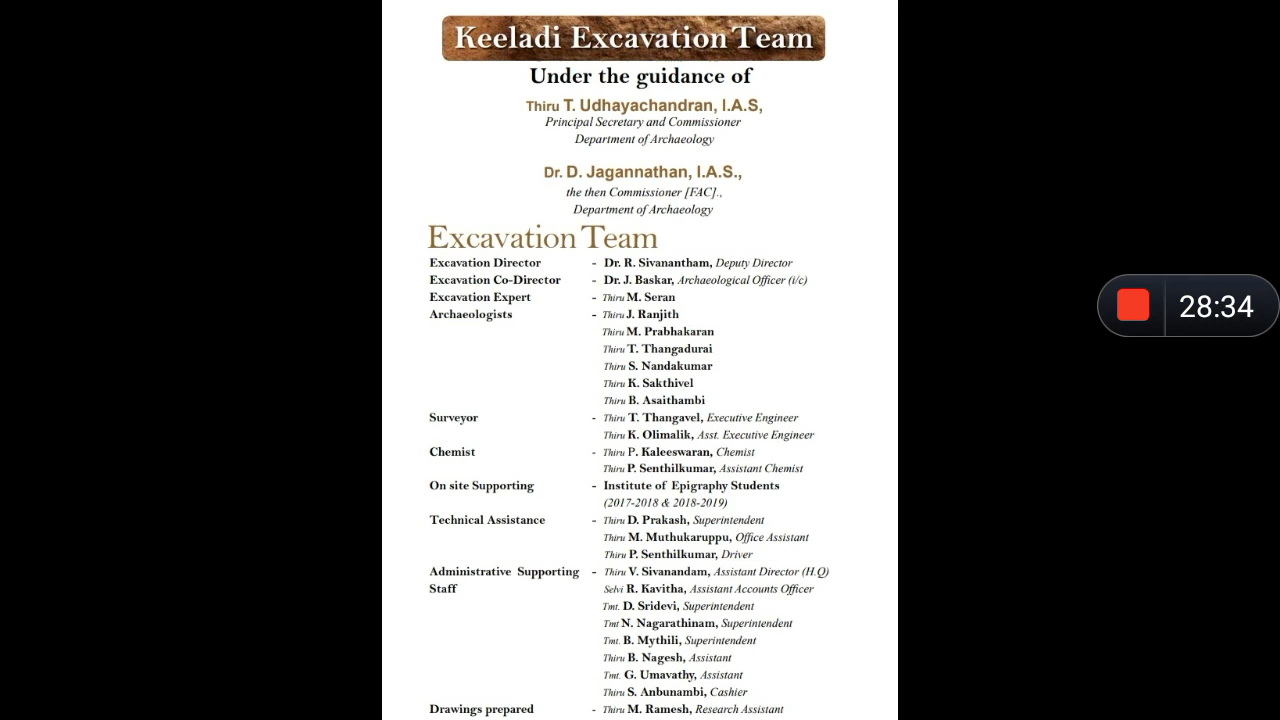 Keeladi Excavation Team
Under the guidance of
Thiru T. Udhayachandran, I.A.S,
Principal Secretary and Commissioner
Department of Archaeology
Dr. D. Jagannathan, I.A.S.,
the then Commissioner [FAC].,
Department of Archaeology
Excavation Team
Excavation Director - Dr. R. Sivanantham, Deputy Director
Excavation Co-Director - Dr. J. Baskar, Archaeological Officer (i/c)
Excavation Expert - Thiru M. Seran
Archaeologists - Thiru J. Ranjith
Thiru M. Prabhakaran
Thiru T. Thangadurai
Thiru S. Nandakumar
Thiru K. Sakthivel
Thiru B. Asaithambi
Surveyor - Thiru T. Thangavel, Executive Engineer
Thiru K. Olimalik, Asst. Executive Engineer
Chemist - Thiru P. Kaleeswaran, Chemist
Thiru P. Senthilkumar, Assistant Chemist
On site Supporting - Institute of Epigraphy Students
(2017-2018 & 2018-2019)
Technical Assistance - Thiru D. Prakash, Superintendent
Thiru M. Muthukaruppu, Office Assistant
Thiru P. Senthilkumar, Driver
Administrative Supporting - Thiru V. Sivanandam, Assistant Director (H.Q)
Staff Selvi R. Kavitha, Assistant Accounts Officer
Tmt. D. Sridevi, Superintendent
Tmt N. Nagarathinam, Superintendent
Tmt. B. Mythili, Superintendent
Thiru B. Nagesh, Assistant
Tmt. G. Umavathy, Assistant
Thiru S. Anbunambi, Cashier
Drawings prepared - Thiru M. Ramesh, Research Assistant
28:34